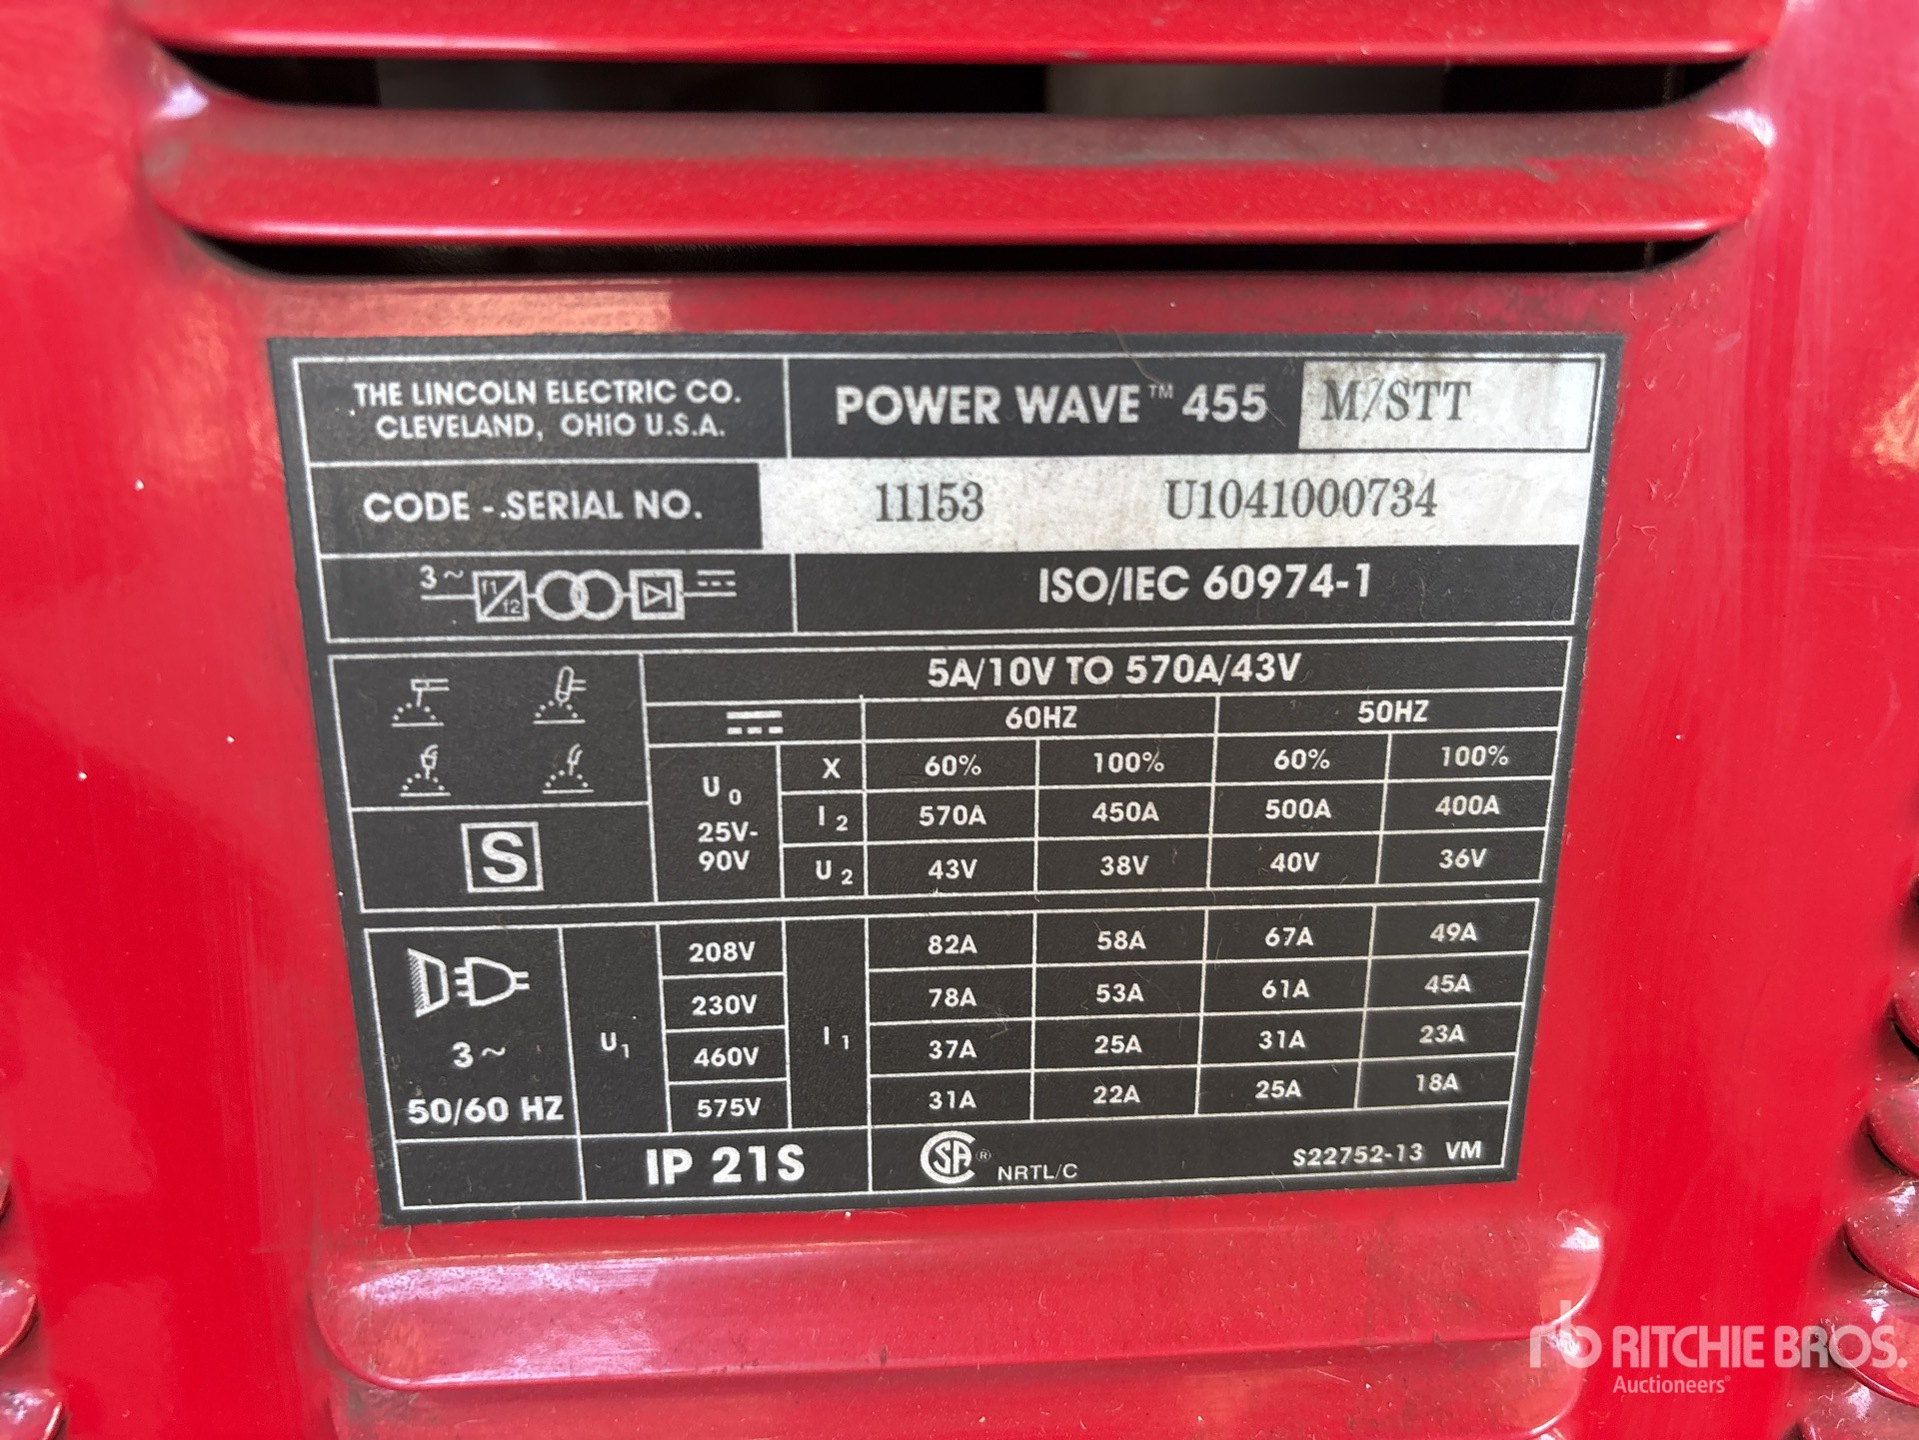 THE LINCOLN ELECTRIC CO.
CLEVELAND, OHiO U.S.A.
POWER WAVE™ 455 M/STT
CODE - .SERIAL NO. 11153 U1041000734
3~ f1 f2
ISO/IEC 60974-1
5A/10V TO 570A/43V
60HZ 50HZ
X 60% 100% 60% 100%
U0 25V-90V
I2 570A 450A 500A 400A
U2 43V 38V 40V 36V
S
3~
50/60 HZ
U1 I1
208V 82A 58A 67A 49A
230V 78A 53A 61A 45A
460V 37A 25A 31A 23A
575V 31A 22A 25A 18A
IP 21S
CSA® NRTL/C
S22752-13 VM
rb RITCHIE BROS.
Auctioneers®